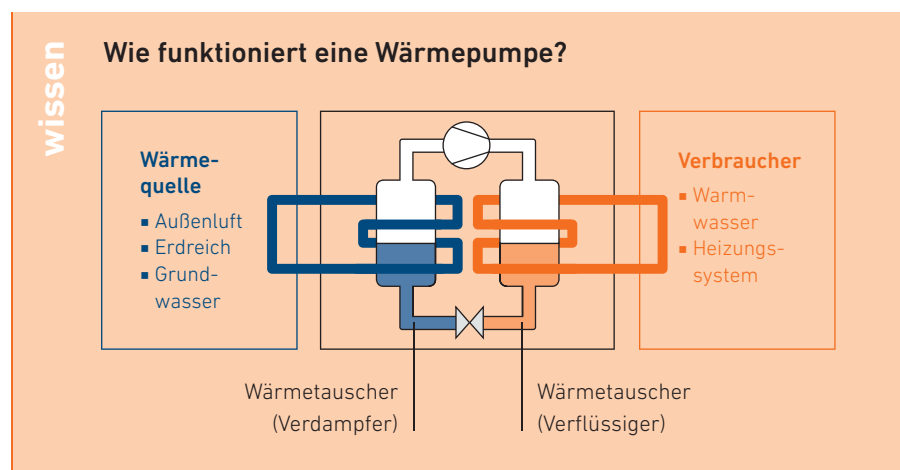 wissen
Wie funktioniert eine Wärmepumpe?
Wärme-
quelle
▪ Außenluft
▪ Erdreich
▪ Grund-
wasser
Verbraucher
▪ Warm-
wasser
▪ Heizungs-
system
Wärmetauscher
(Verdampfer)
Wärmetauscher
(Verflüssiger)